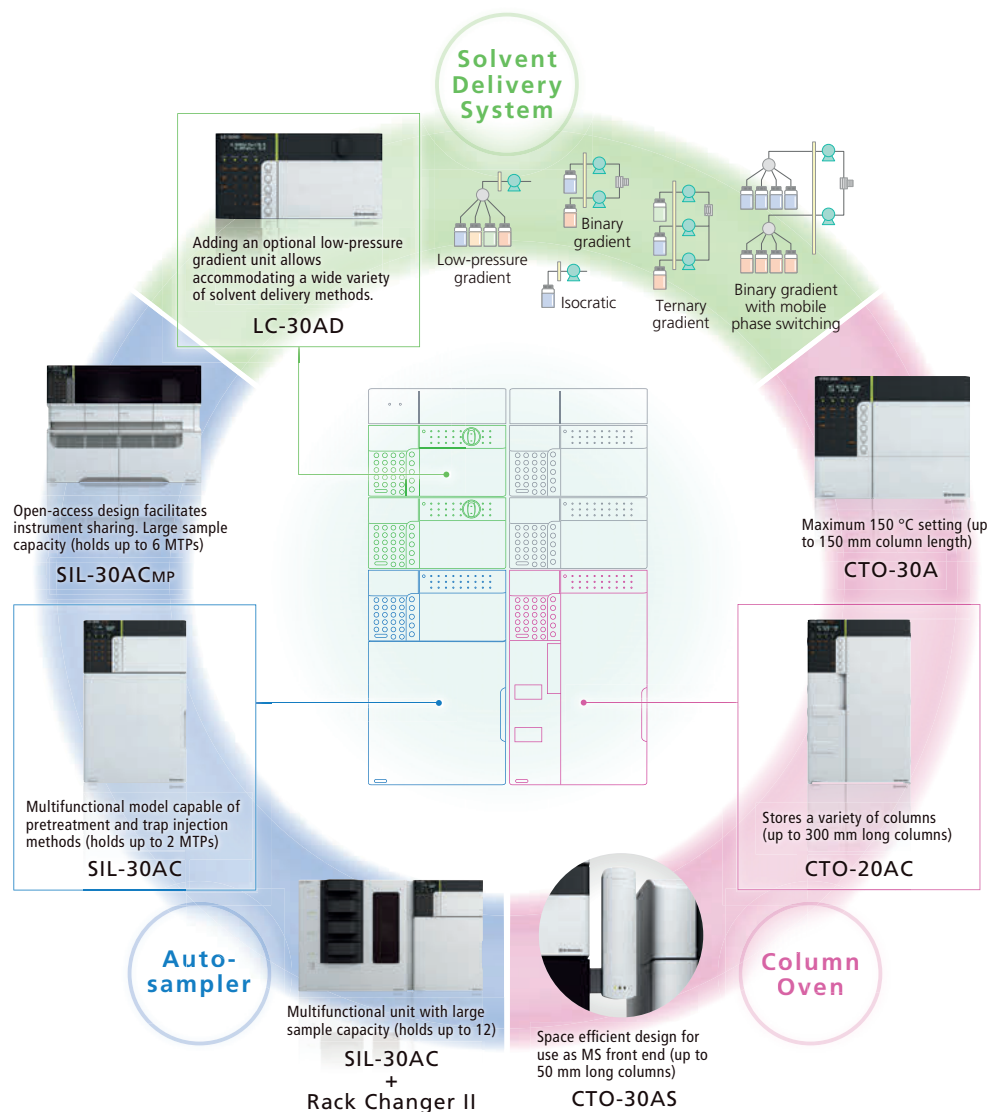 Solvent
Delivery
System
Adding an optional low-pressure
gradient unit allows
accommodating a wide variety
of solvent delivery methods.
LC-30AD
Low-pressure
gradient
Binary
gradient
Isocratic
Ternary
gradient
Binary gradient
with mobile
phase switching
Open-access design facilitates
instrument sharing. Large sample
capacity (holds up to 6 MTPs)
SIL-30ACMP
Maximum 150 °C setting (up
to 150 mm column length)
CTO-30A
Multifunctional model capable of
pretreatment and trap injection
methods (holds up to 2 MTPs)
SIL-30AC
Stores a variety of columns
(up to 300 mm long columns)
CTO-20AC
Auto-
sampler
Multifunctional unit with large
sample capacity (holds up to 12)
SIL-30AC
+
Rack Changer II
Space efficient design for
use as MS front end (up to
50 mm long columns)
CTO-30AS
Column
Oven